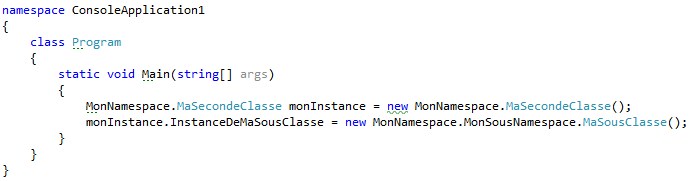 namespace ConsoleApplication1
{
    class Program
    {
        static void Main(string[] args)
        {
            MonNamespace.MaSecondeClasse monInstance = new MonNamespace.MaSecondeClasse();
            monInstance.InstanceDeMaSousClasse = new MonNamespace.MonSousNamespace.MaSousClasse();
        }
    }
}